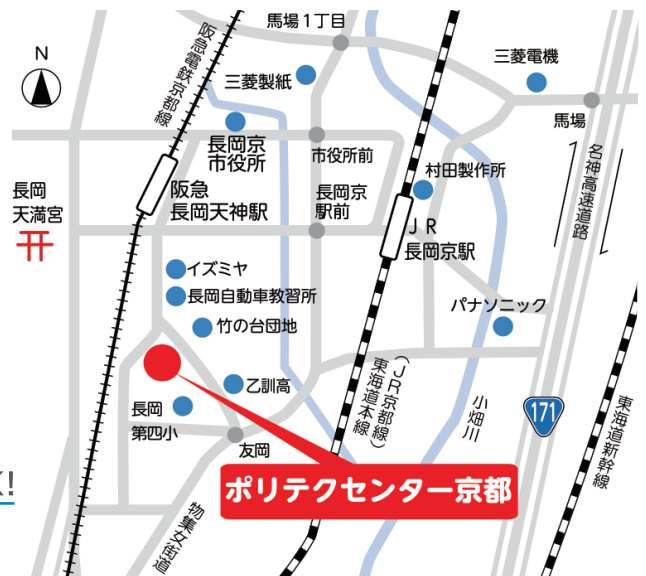 N
阪急電鉄京都線
馬場1丁目
三菱製紙
三菱電機
長岡京
市役所
市役所前
馬場
名神高速道路
村田製作所
長岡
天満宮
阪急
長岡天神駅
長岡京
駅前
JR
長岡京駅
イズミヤ
長岡自動車教習所
竹の台団地
パナソニック
乙訓高
長岡
第四小
友岡
(JR京都線)
東海道本線
小畑川
171
東海道新幹線
ポリテクセンター京都
物集女街道
!